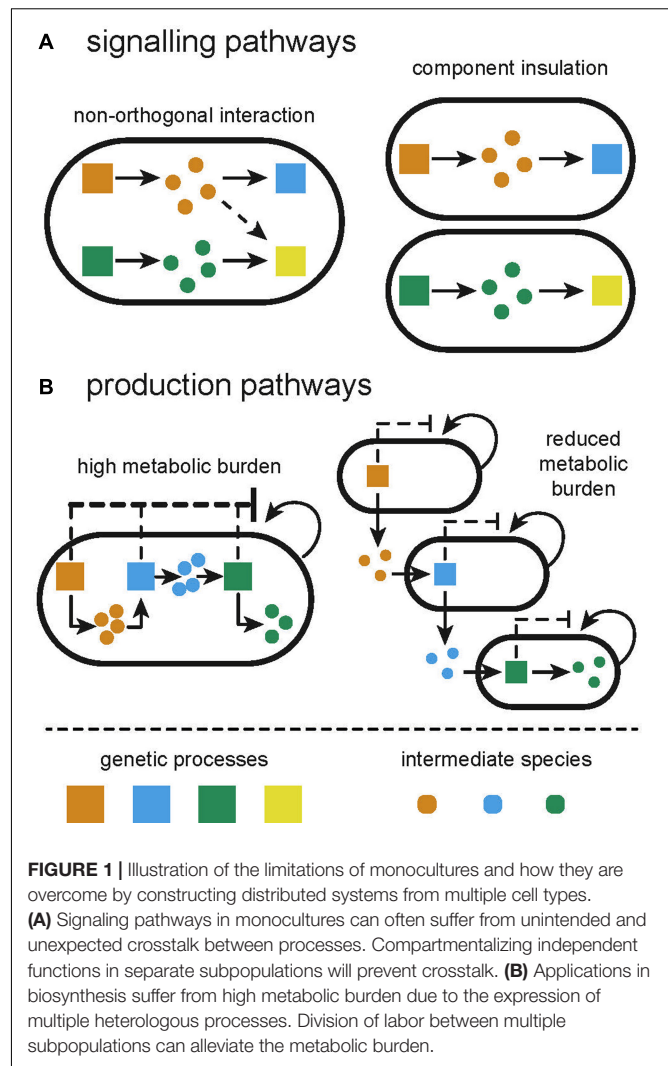 A signalling pathways
component insulation
non-orthogonal interaction
B production pathways
high metabolic burden
reduced
metabolic
burden
genetic processes
intermediate species
FIGURE 1 | Illustration of the limitations of monocultures and how they are
overcome by constructing distributed systems from multiple cell types.
(A) Signaling pathways in monocultures can often suffer from unintended and
unexpected crosstalk between processes. Compartmentalizing independent
functions in separate subpopulations will prevent crosstalk. (B) Applications in
biosynthesis suffer from high metabolic burden due to the expression of
multiple heterologous processes. Division of labor between multiple
subpopulations can alleviate the metabolic burden.